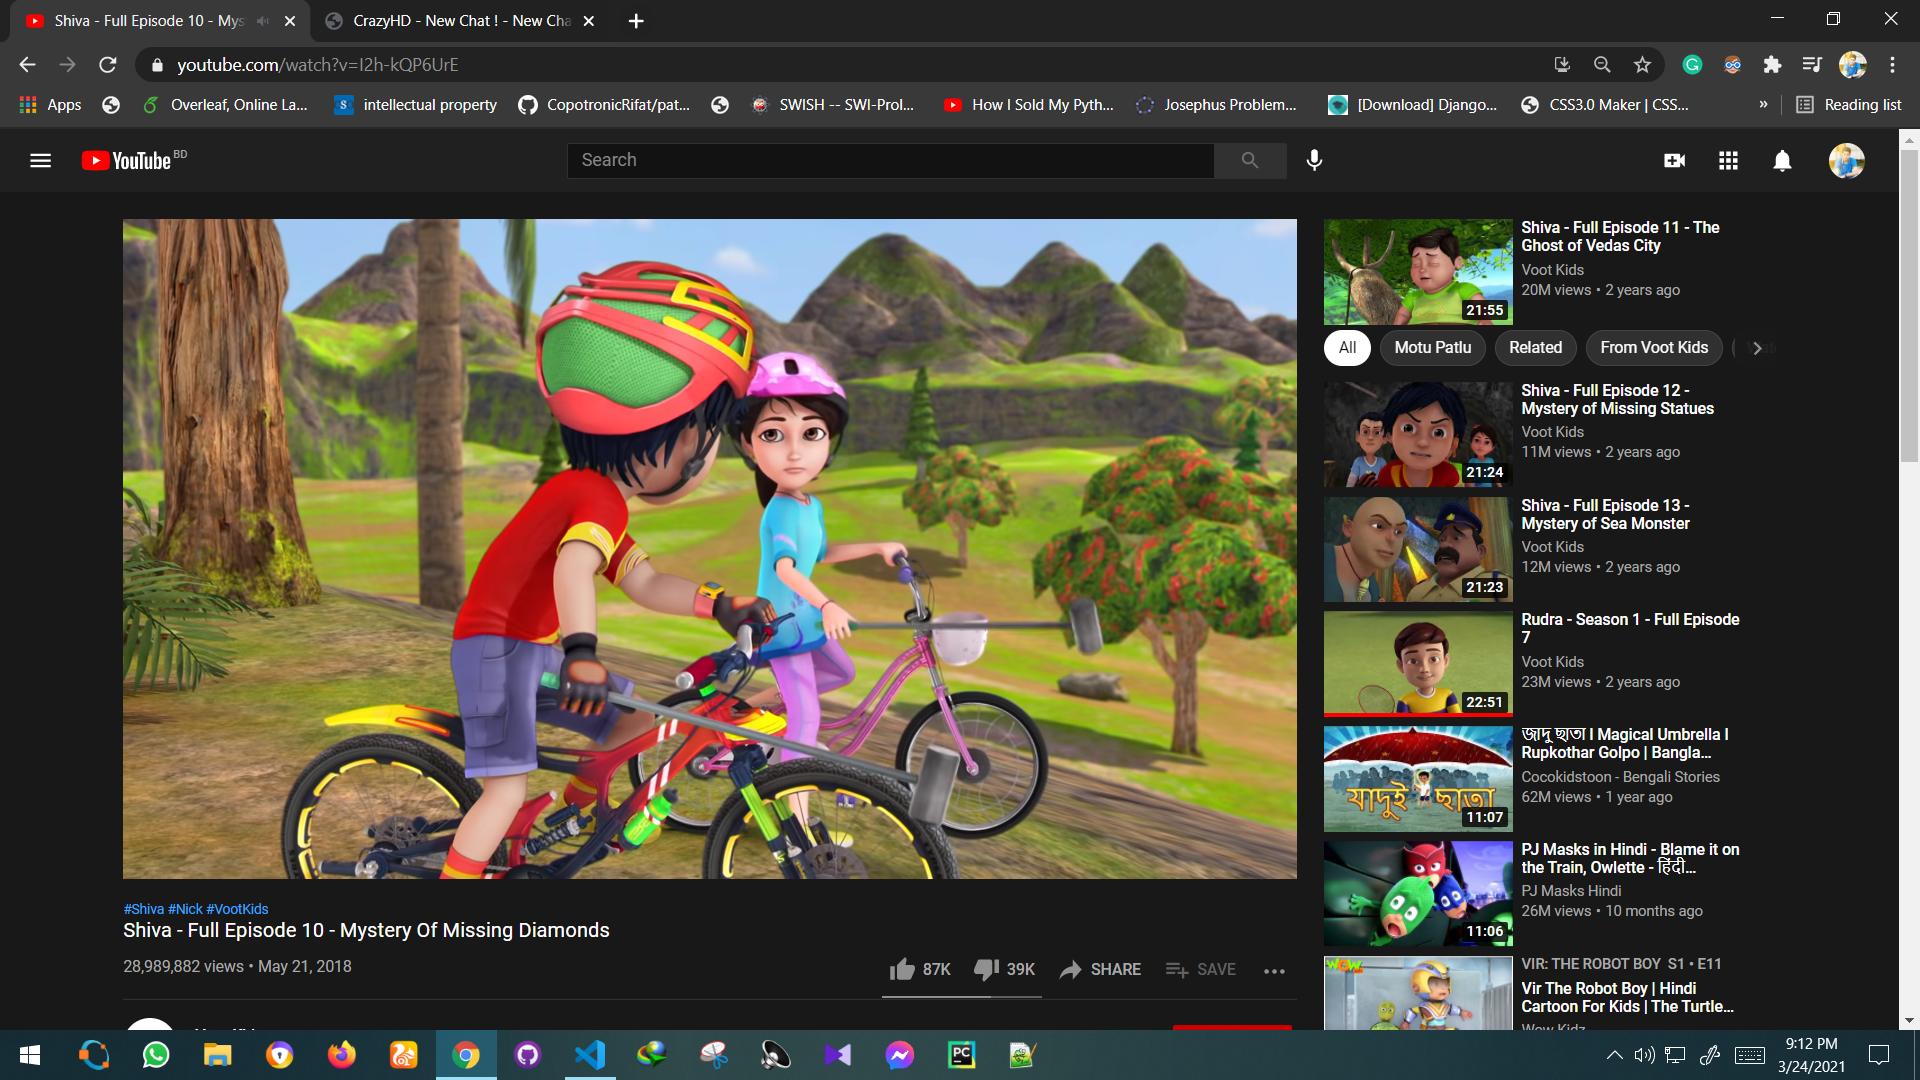 Shiva - Full Episode 10 - Mys
CrazyHD - New Chat ! - New Cha
youtube.com/watch?v=I2h-kQP6UrE
Apps
Overleaf, Online La...
intellectual property
CopotronicRifat/pat...
SWISH -- SWI-Prol...
How I Sold My Pyth...
Josephus Problem...
[Download] Django...
CSS3.0 Maker | CSS...
»
Reading list
YouTube BD
Search
Shiva - Full Episode 11 - The
Ghost of Vedas City
Voot Kids
20M views • 2 years ago
21:55
All
Motu Patlu
Related
From Voot Kids
Shiva - Full Episode 12 -
Mystery of Missing Statues
Voot Kids
11M views • 2 years ago
21:24
Shiva - Full Episode 13 -
Mystery of Sea Monster
Voot Kids
12M views • 2 years ago
21:23
Rudra - Season 1 - Full Episode
7
Voot Kids
23M views • 2 years ago
22:51
জাদু ছাতা I Magical Umbrella I
Rupkothar Golpo | Bangla...
Cocokidstoon - Bengali Stories
62M views • 1 year ago
যাদুই ছাতা
11:07
PJ Masks in Hindi - Blame it on
the Train, Owlette - हिंदी...
PJ Masks Hindi
26M views • 10 months ago
11:06
VIR: THE ROBOT BOY S1 • E11
Vir The Robot Boy | Hindi
Cartoon For Kids | The Turtle...
Wow Kidz
WOW
#Shiva #Nick #VootKids
Shiva - Full Episode 10 - Mystery Of Missing Diamonds
28,989,882 views • May 21, 2018
87K
39K
SHARE
SAVE
9:12 PM
3/24/2021